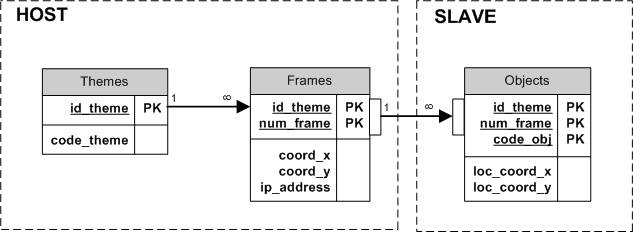 HOST
SLAVE
Themes
id_theme PK
code_theme
1 ∞
Frames
id_theme PK
num_frame PK
coord_x
coord_y
ip_address
1 ∞
Objects
id_theme PK
num_frame PK
code_obj PK
loc_coord_x
loc_coord_y